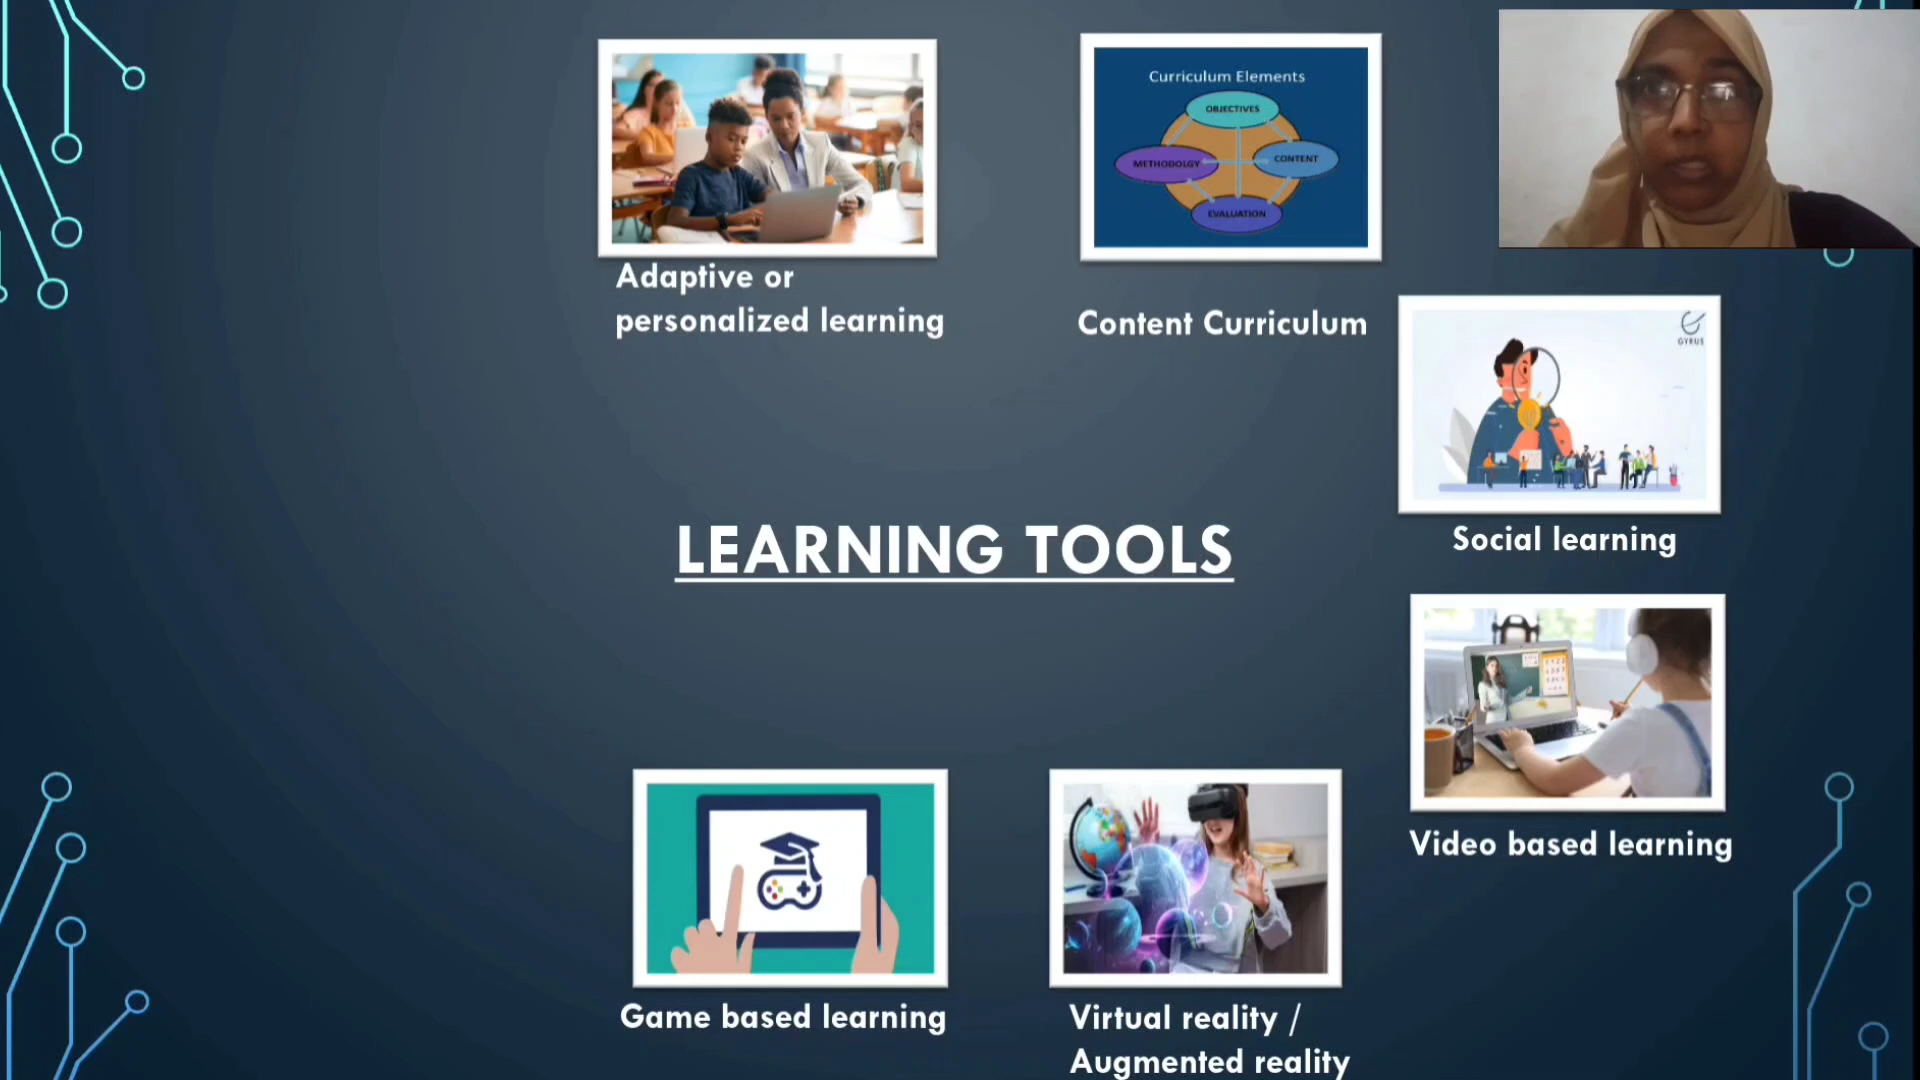 Curriculum Elements
OBJECTIVES
METHODOLGY
CONTENT
EVALUATION
Adaptive or
personalized learning
Content Curriculum
GYRUS
Social learning
LEARNING TOOLS
Video based learning
Game based learning
Virtual reality /
Augmented reality